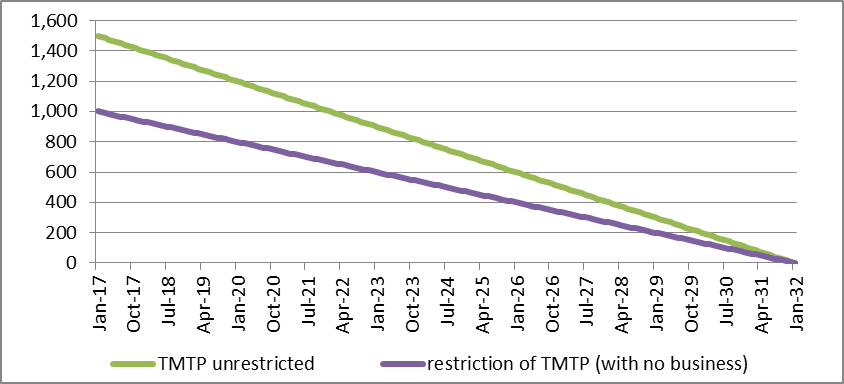 1,600
1,400
1,200
1,000
800
600
400
200
0
Jan-17
Oct-17
Jul-18
Apr-19
Jan-20
Oct-20
Jul-21
Apr-22
Jan-23
Oct-23
Jul-24
Apr-25
Jan-26
Oct-26
Jul-27
Apr-28
Jan-29
Oct-29
Jul-30
Apr-31
Jan-32
TMTP unrestricted
restriction of TMTP (with no business)